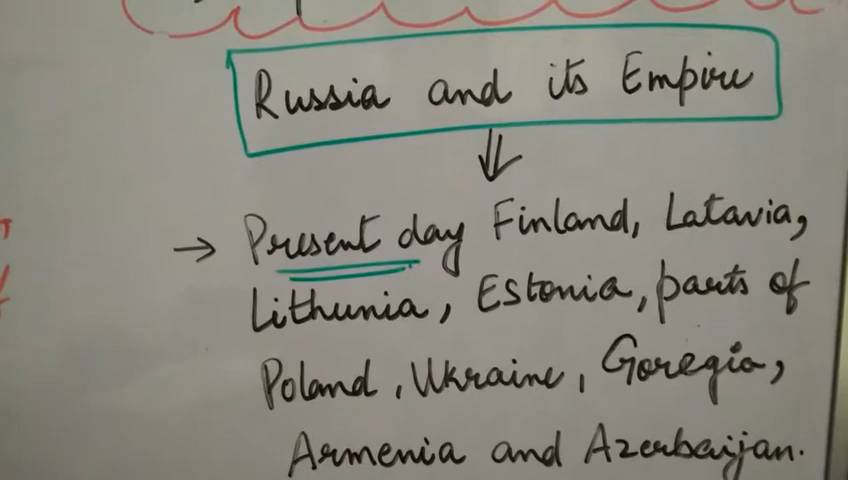 Russia and its Empire
Present day Finland, Latavia,
Lithunia, Estonia, parts of
Poland, Ukraine, Goregia,
Armenia and Azerbaijan.